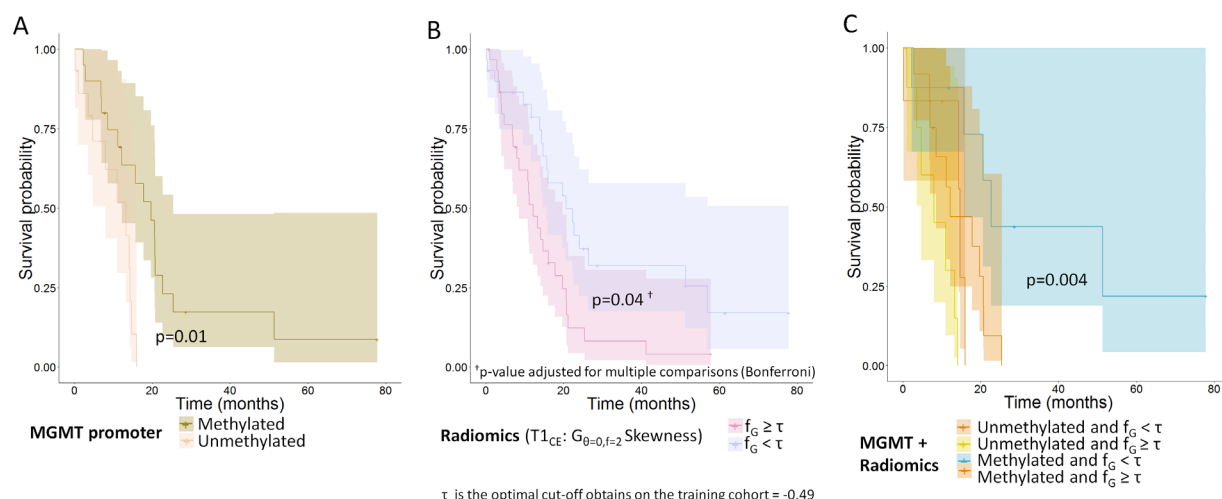 A
B
C
Survival probability
1.00
0.75
0.50
0.25
0.00
p=0.01
0
20
40
60
80
Time (months)
MGMT promoter
Methylated
Unmethylated
Survival probability
1.00
0.75
0.50
0.25
0.00
p=0.04 †
†p-value adjusted for multiple comparisons (Bonferroni)
0
20
40
60
80
Time (months)
Radiomics (T1CE: Gθ=0,f=2 Skewness)
fG ≥ τ
fG < τ
τ is the optimal cut-off obtains on the training cohort = -0.49
Survival probability
1.00
0.75
0.50
0.25
0.00
p=0.004
0
20
40
60
80
Time (months)
MGMT +
Radiomics
Unmethylated and fG < τ
Unmethylated and fG ≥ τ
Methylated and fG < τ
Methylated and fG ≥ τ